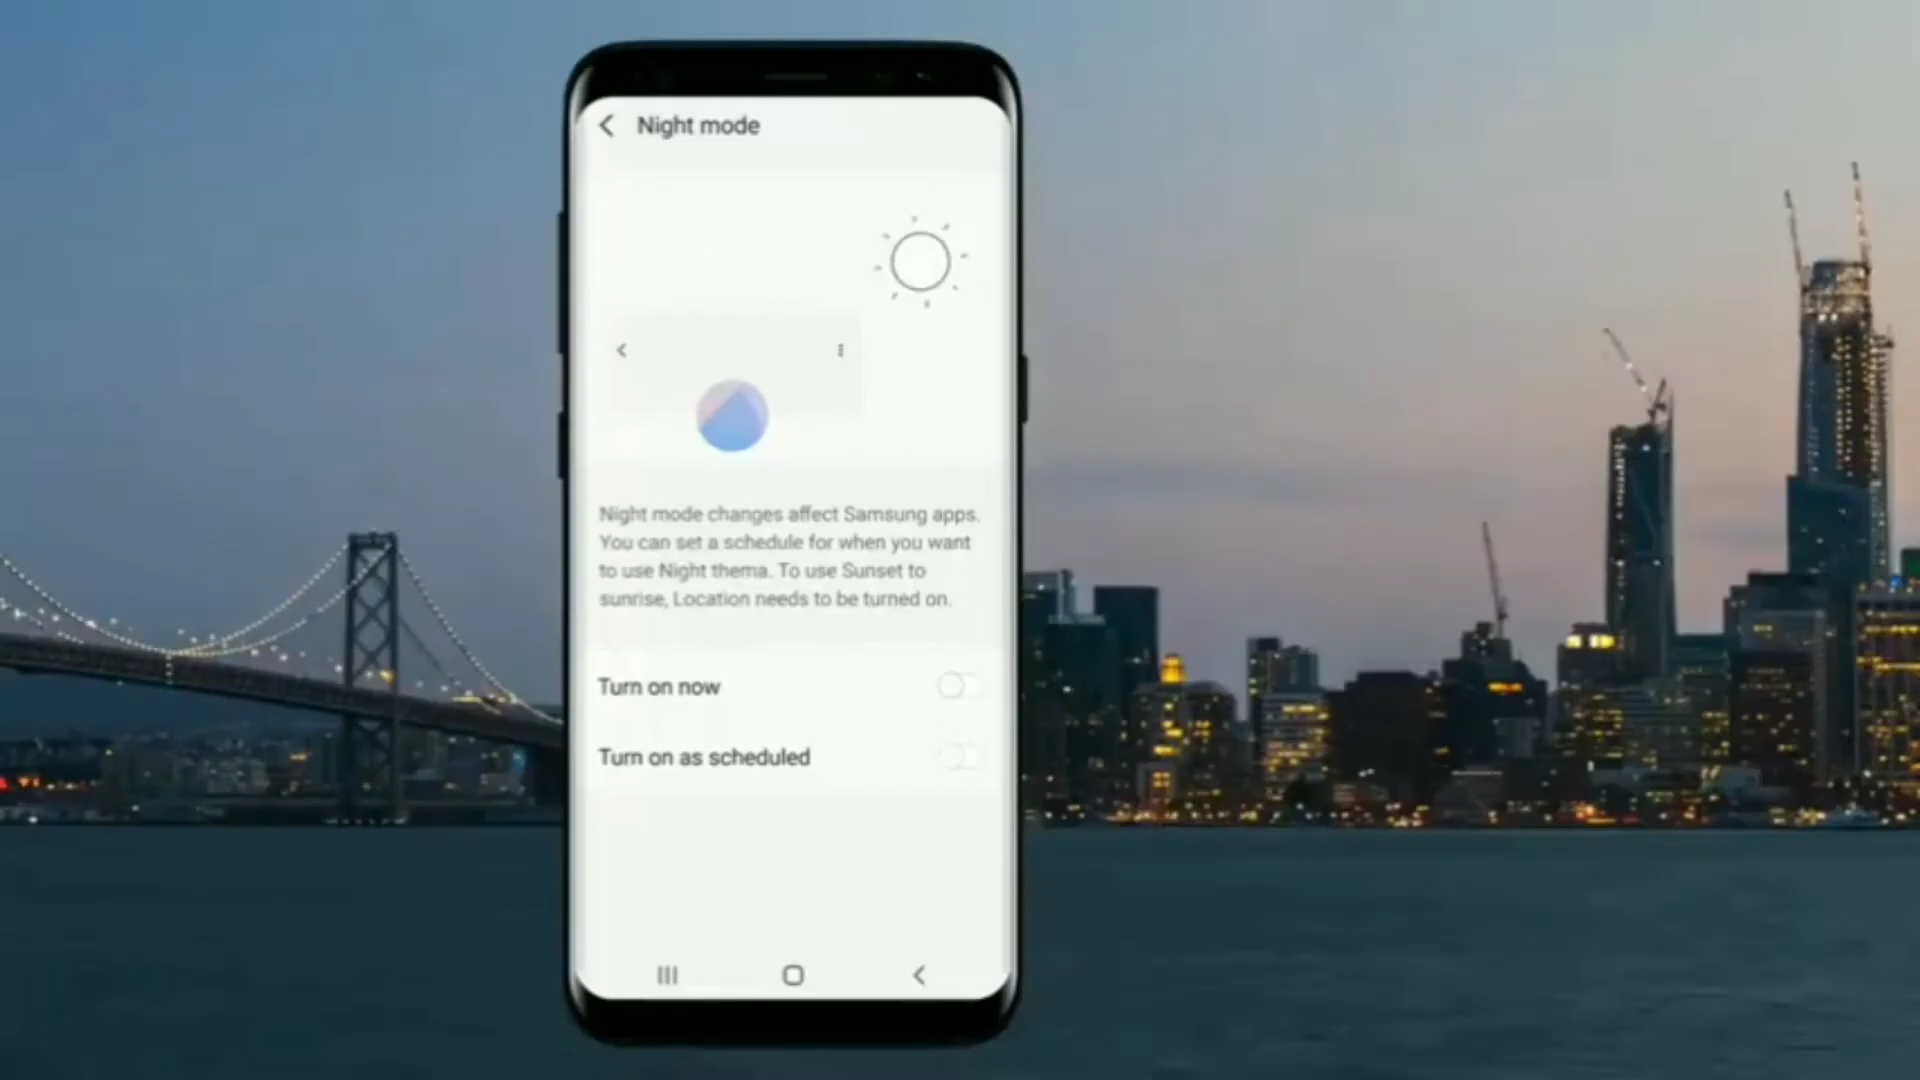 Night mode
Night mode changes affect Samsung apps.
You can set a schedule for when you want
to use Night thema. To use Sunset to
sunrise, Location needs to be turned on.
Turn on now
Turn on as scheduled